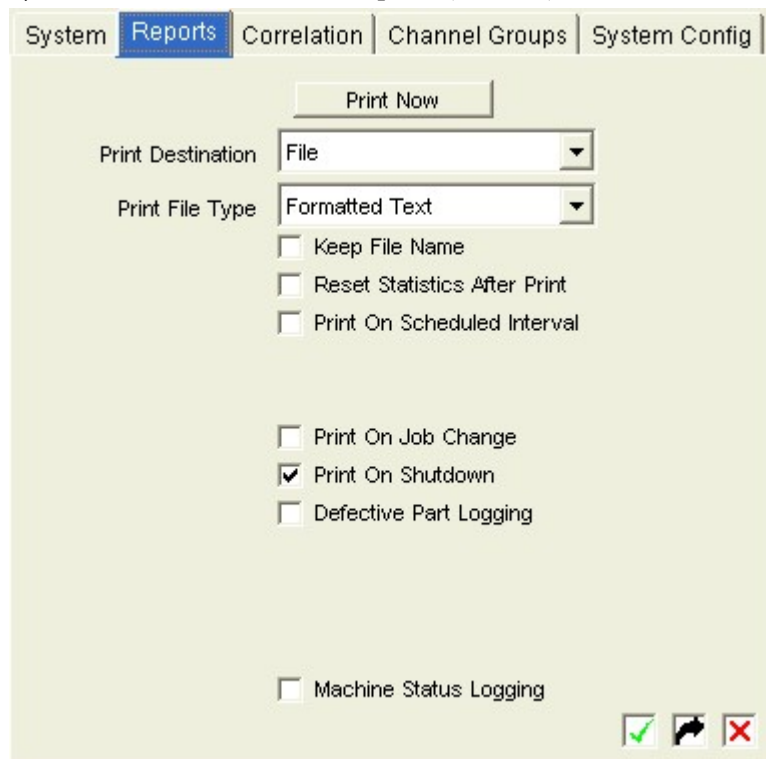 System Reports Correlation Channel Groups System Config
Print Now
Print Destination File
Print File Type Formatted Text
Keep File Name
Reset Statistics After Print
Print On Scheduled Interval
Print On Job Change
Print On Shutdown
Defective Part Logging
Machine Status Logging